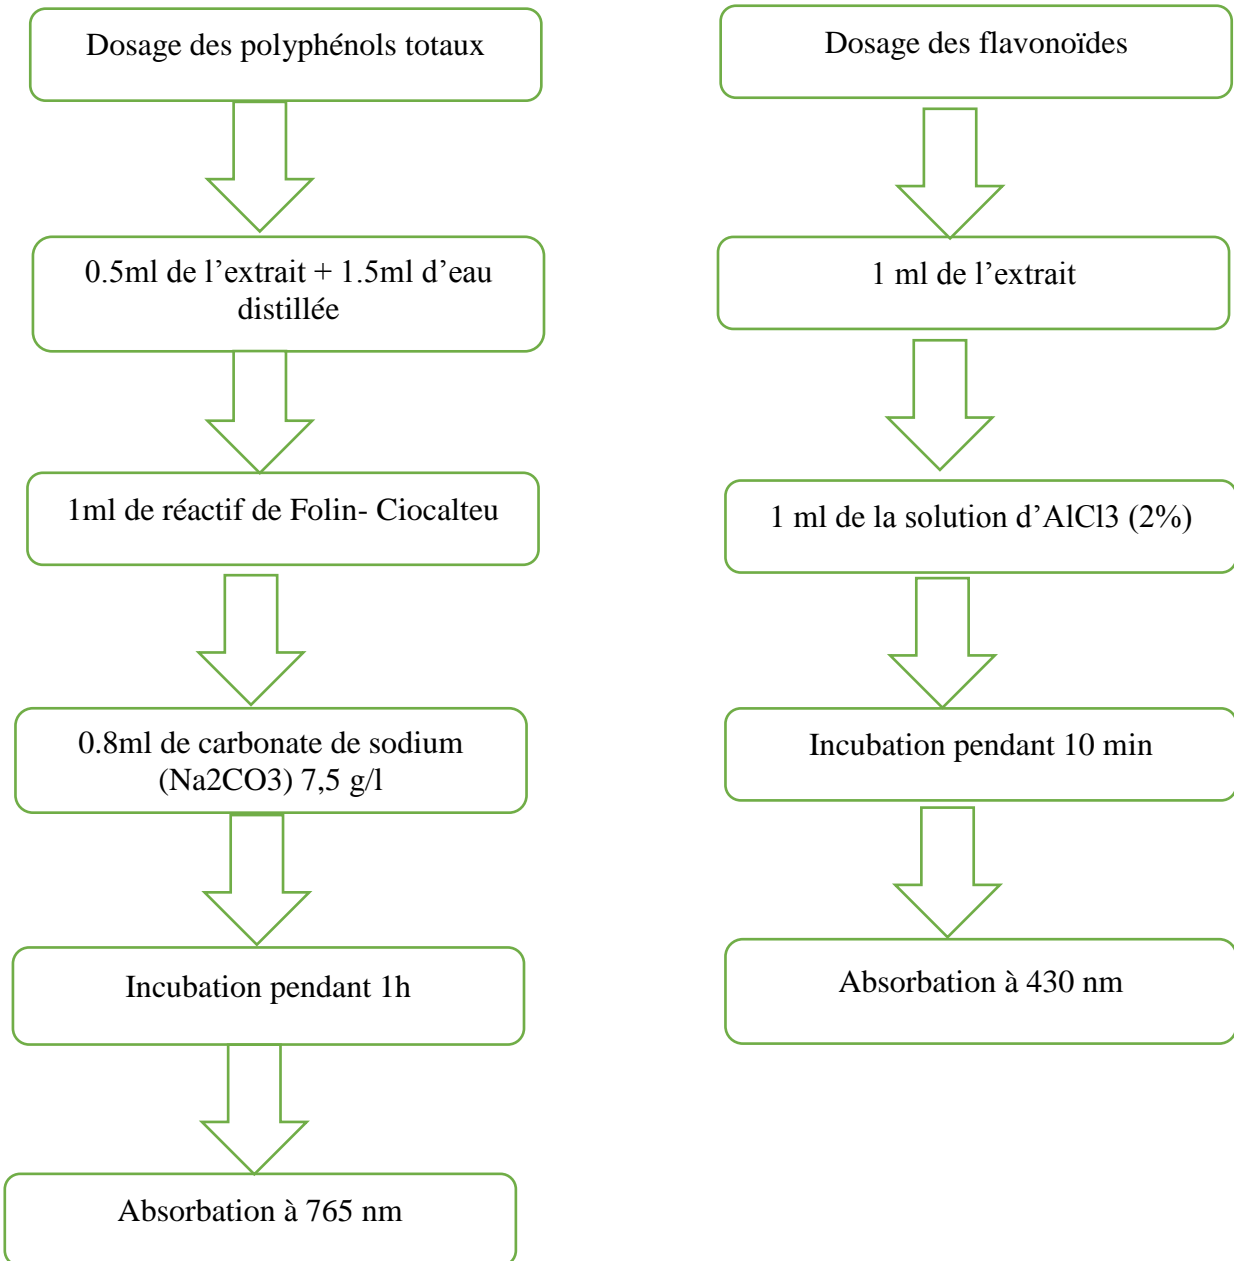 Dosage des polyphénols totaux
0.5ml de l’extrait + 1.5ml d’eau
distillée
1ml de réactif de Folin- Ciocalteu
0.8ml de carbonate de sodium
(Na2CO3) 7,5 g/l
Incubation pendant 1h
Absorbation à 765 nm
Dosage des flavonoïdes
1 ml de l’extrait
1 ml de la solution d’AlCl3 (2%)
Incubation pendant 10 min
Absorbation à 430 nm